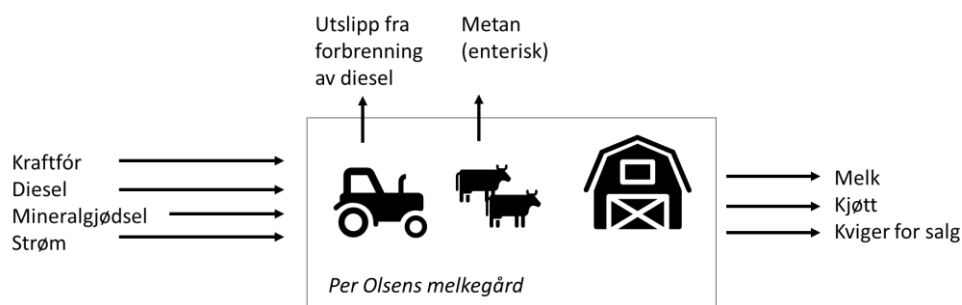 Utslipp fra
forbrenning
av diesel
Metan
(enterisk)
Kraftfór
Diesel
Mineralgjødsel
Strøm
Melk
Kjøtt
Kviger for salg
Per Olsens melkegård